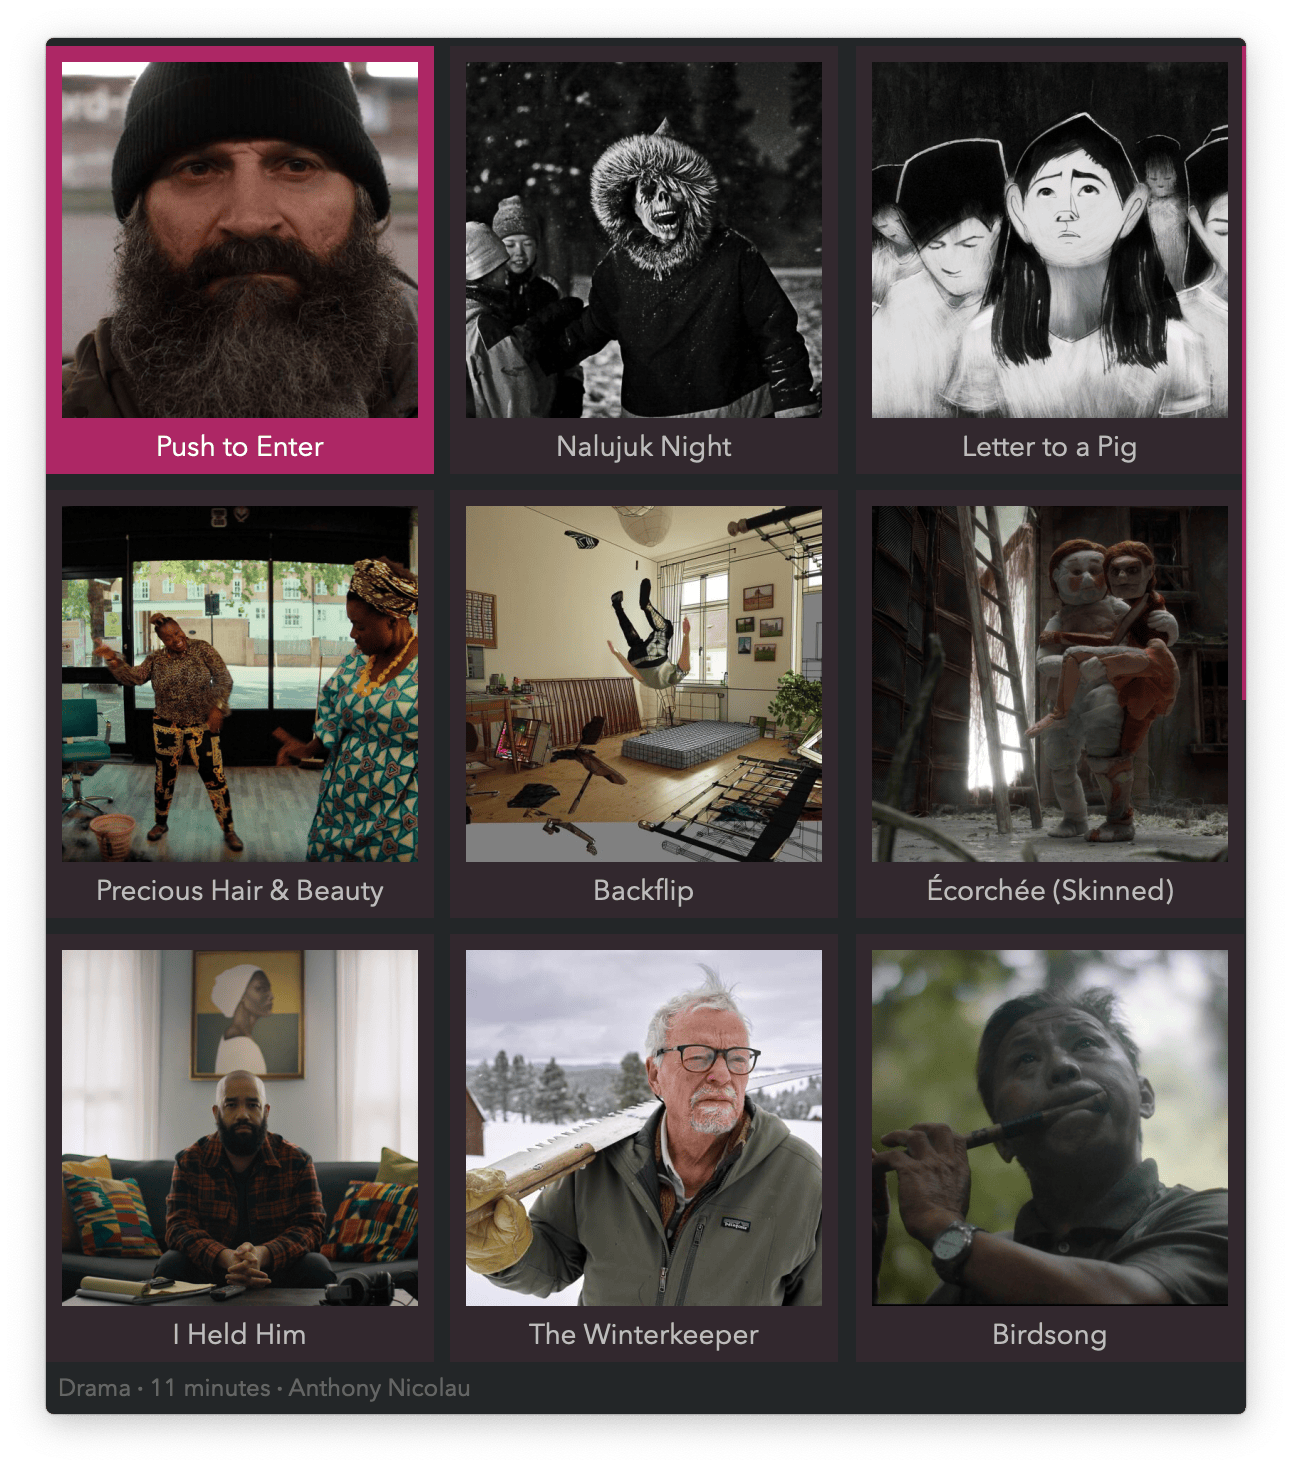 Push to Enter
Nalujuk Night
Letter to a Pig
Precious Hair & Beauty
Backflip
Écorchée (Skinned)
patagonia
I Held Him
The Winterkeeper
Birdsong
Drama · 11 minutes · Anthony Nicolau